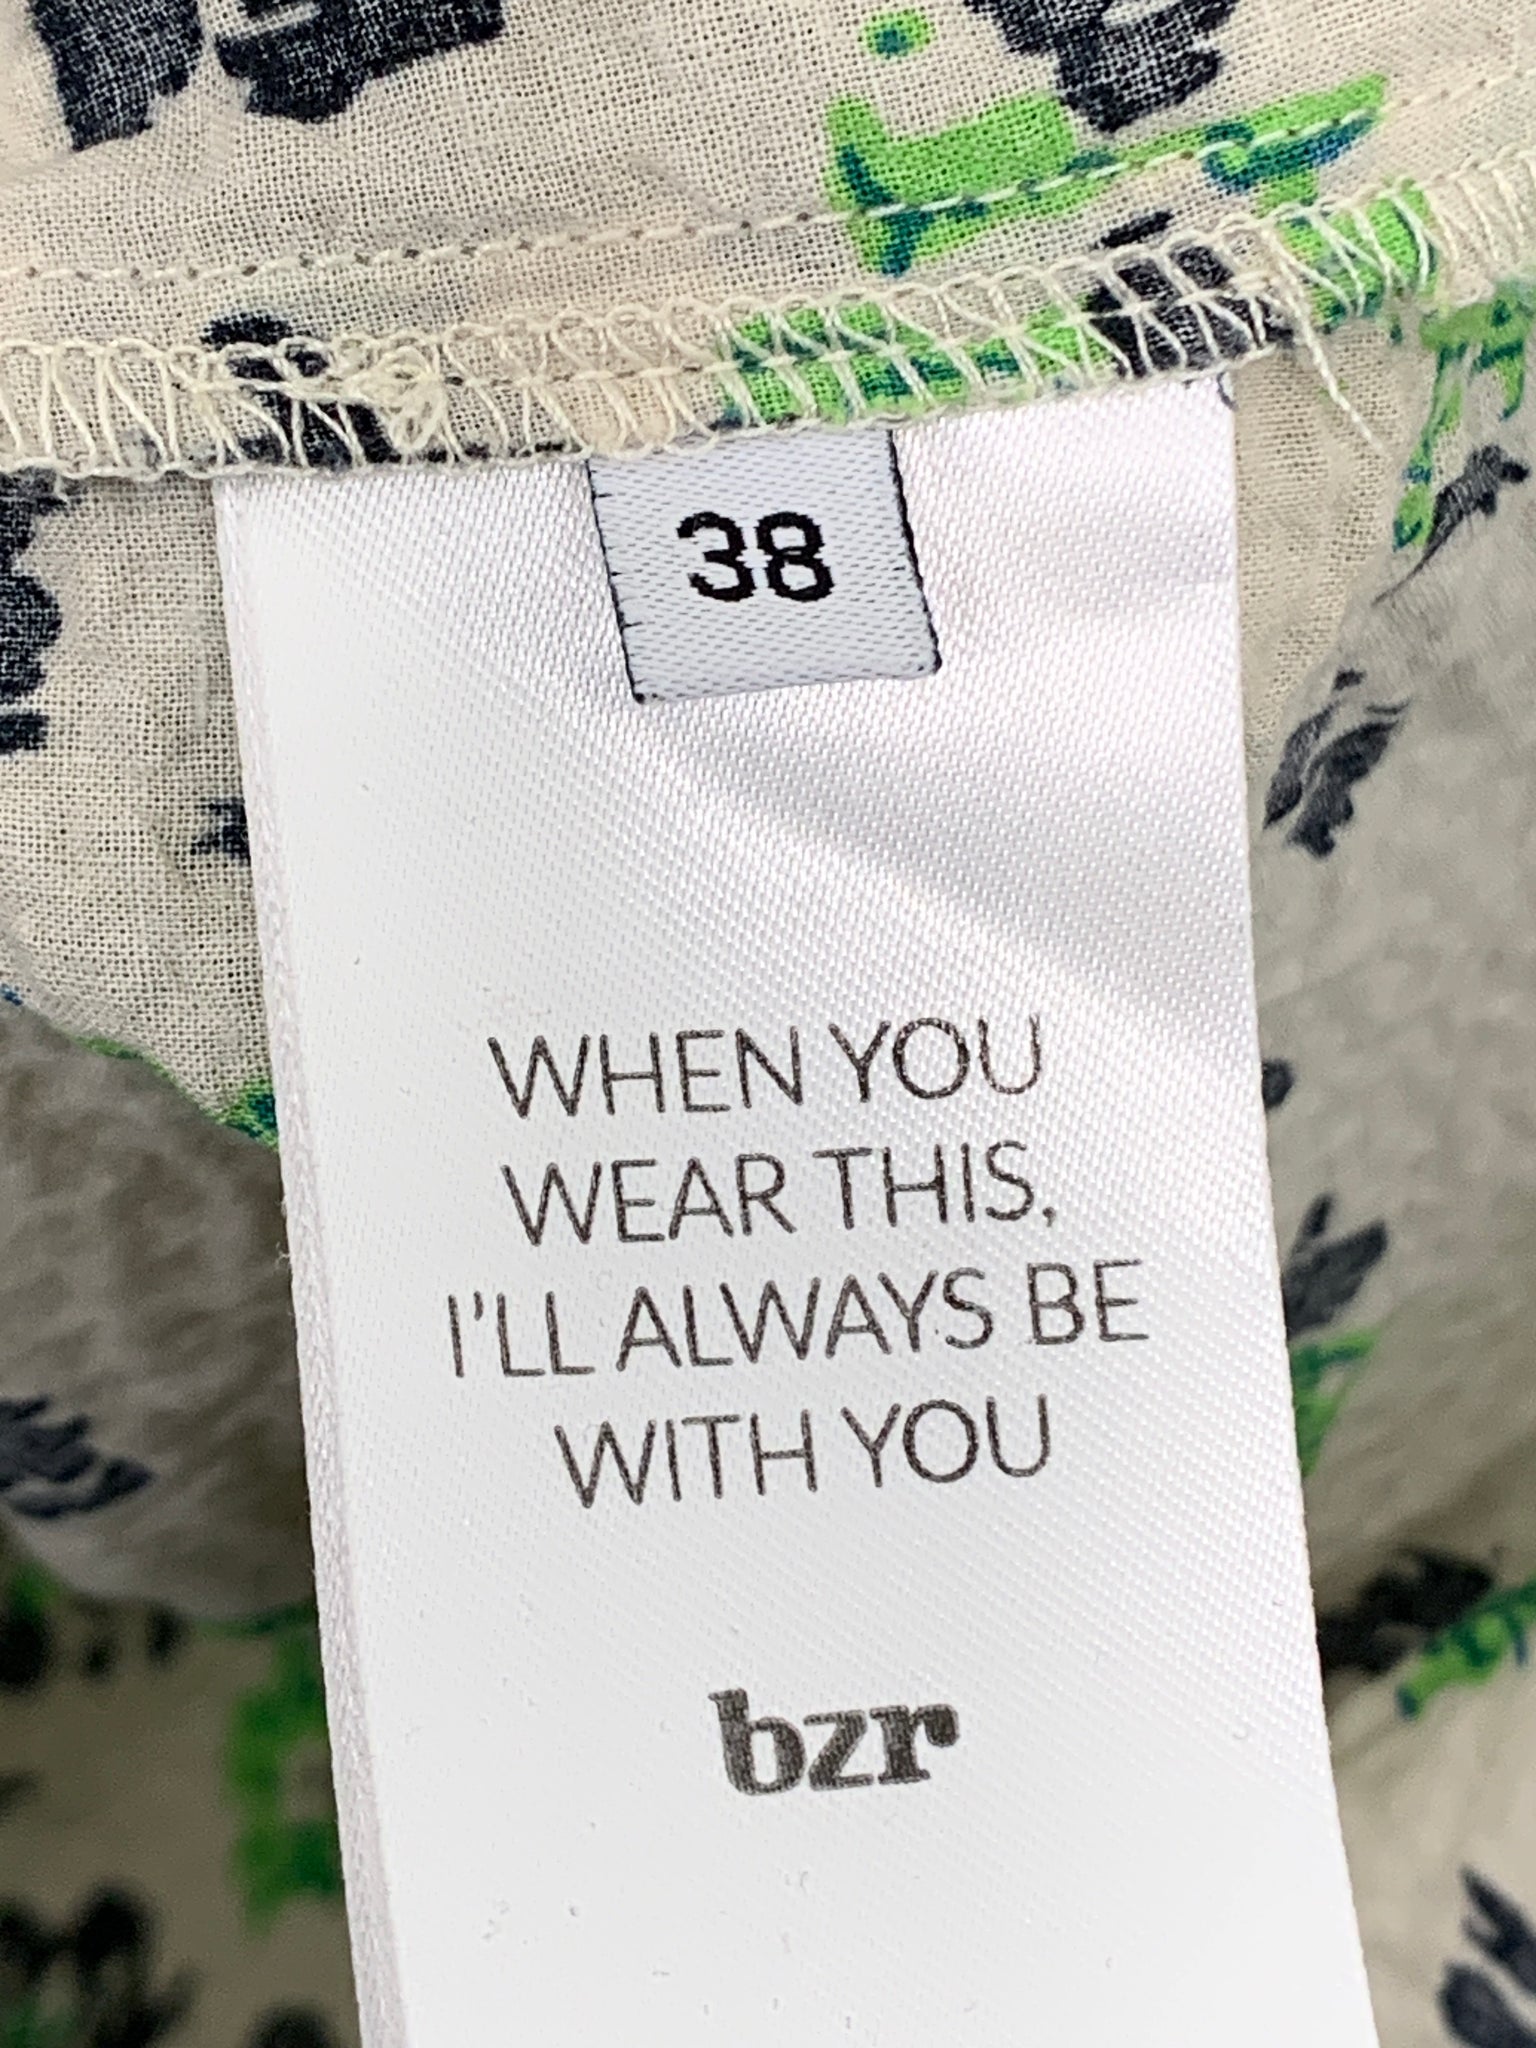 38
WHEN YOU
WEAR THIS,
I'LL ALWAYS BE
WITH YOU
bzr